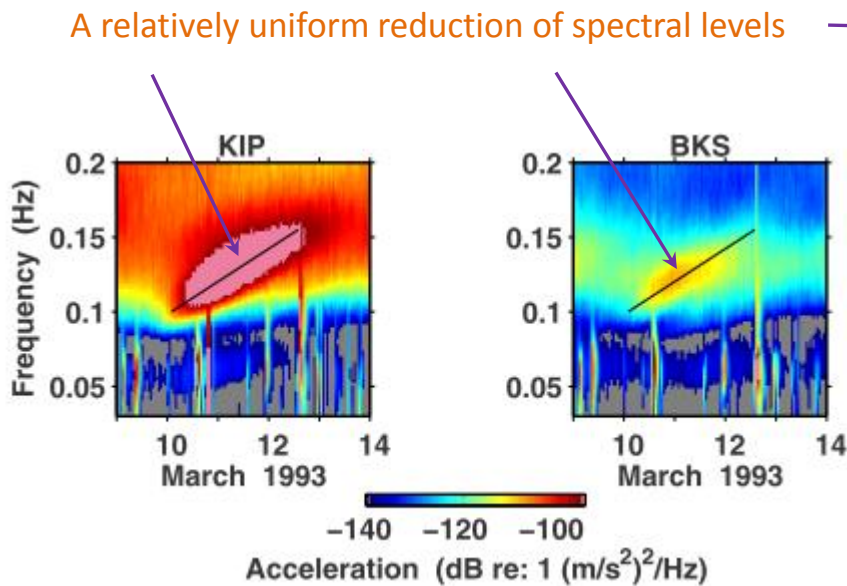 A relatively uniform reduction of spectral levels
KIP
BKS
0.2
0.15
0.1
0.05
Frequency (Hz)
10 12 14
March 1993
0.2
0.15
0.1
0.05
10 12 14
March 1993
−140 −120 −100
Acceleration (dB re: 1 (m/s²)²/Hz)